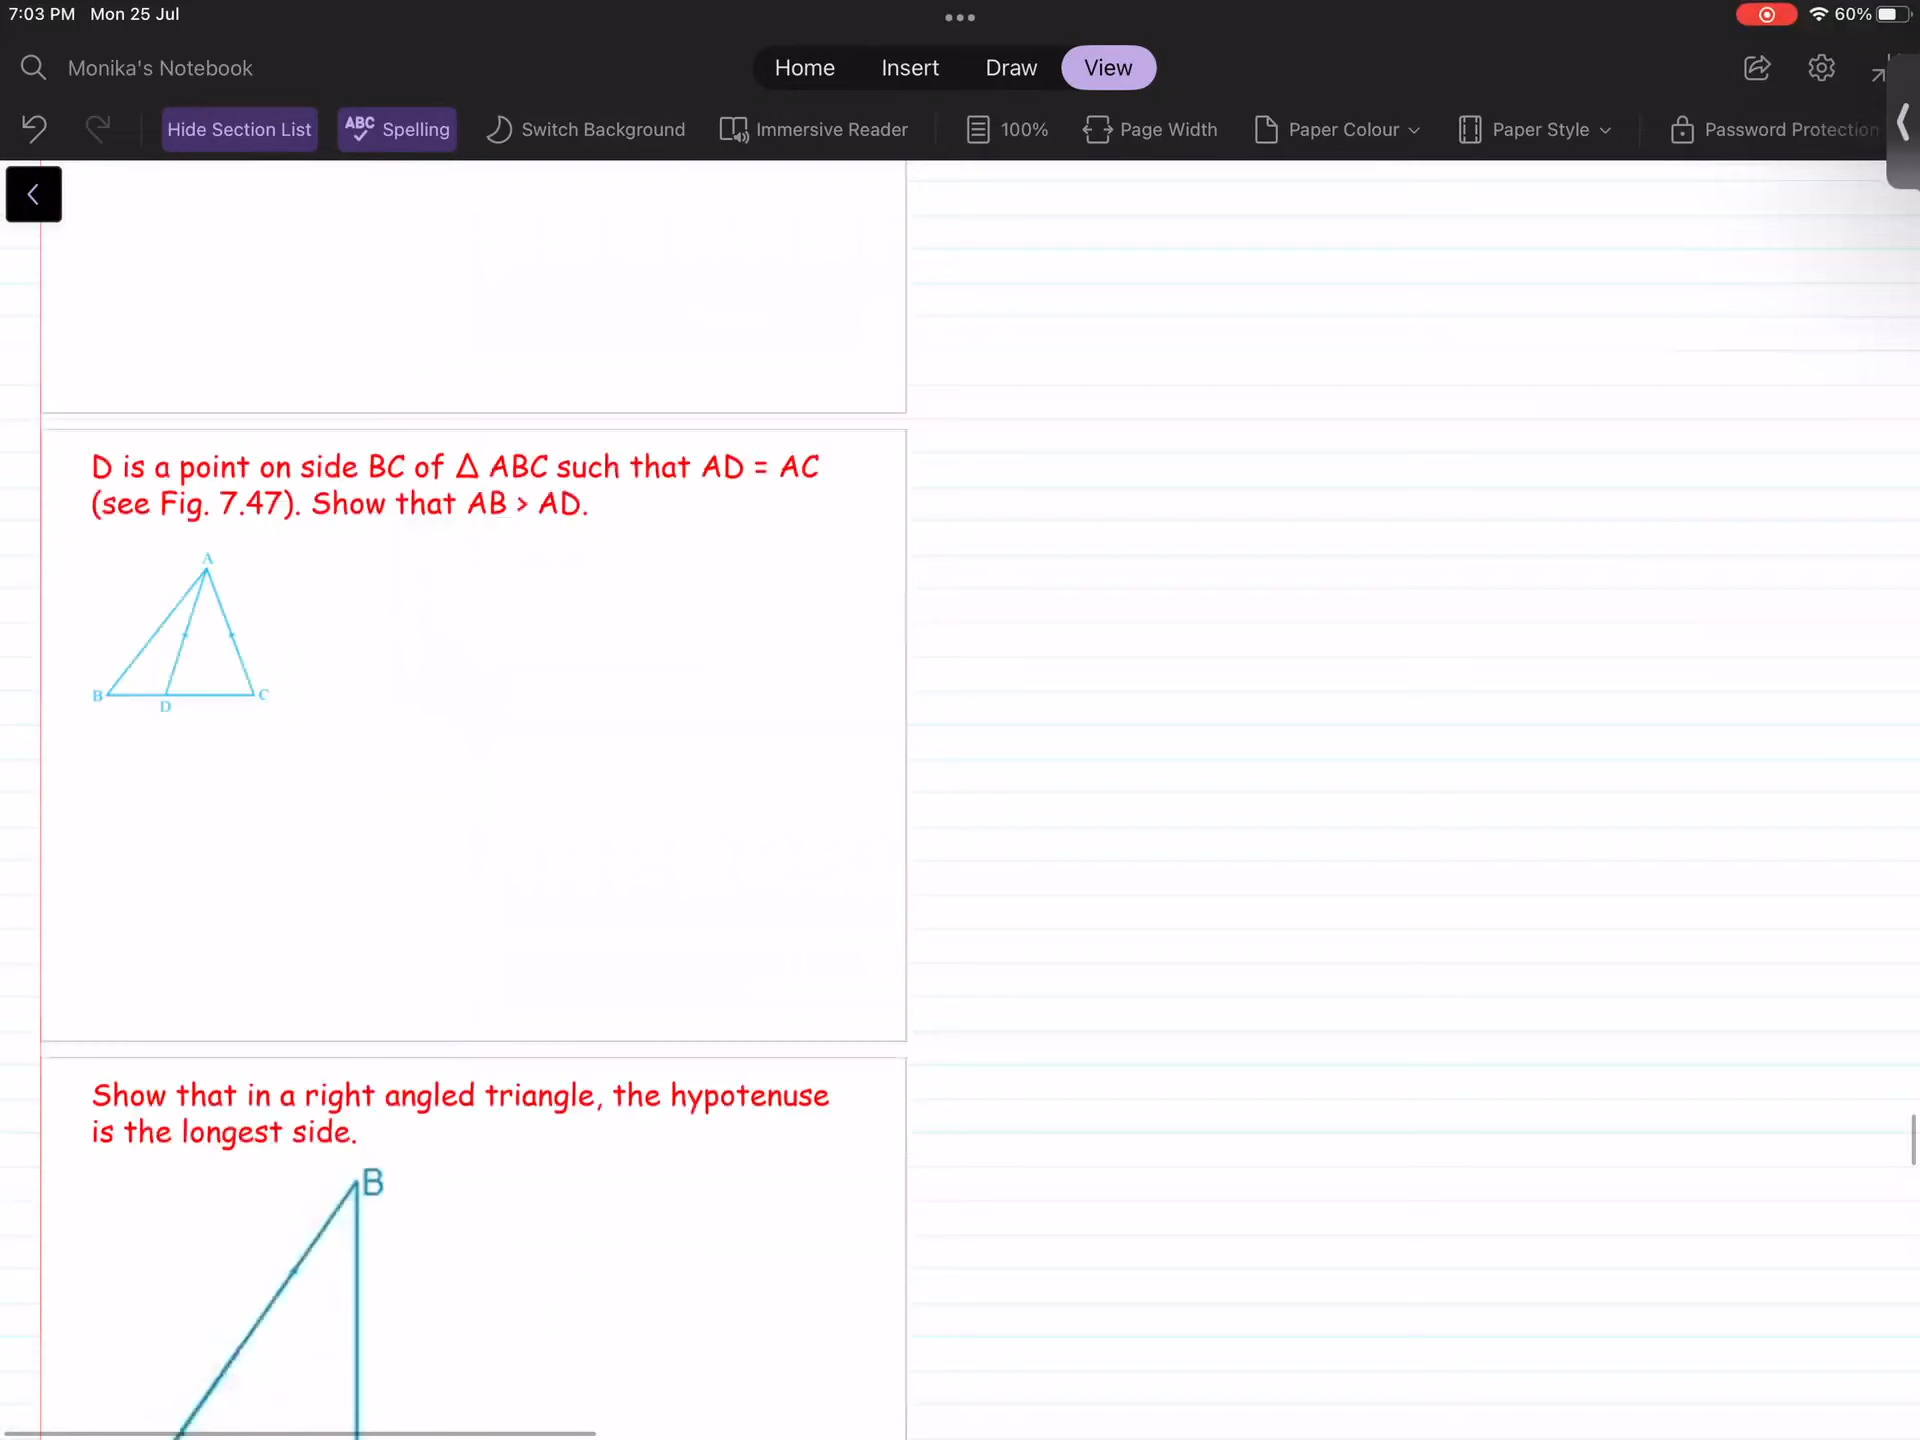 7:03 PM Mon 25 Jul
60%
Monika's Notebook
Home Insert Draw View
Hide Section List ABC Spelling Switch Background Immersive Reader 100% Page Width Paper Colour Paper Style Password Protection
D is a point on side BC of Δ ABC such that AD = AC
(see Fig. 7.47). Show that AB > AD.
A
B D C
Show that in a right angled triangle, the hypotenuse
is the longest side.
B